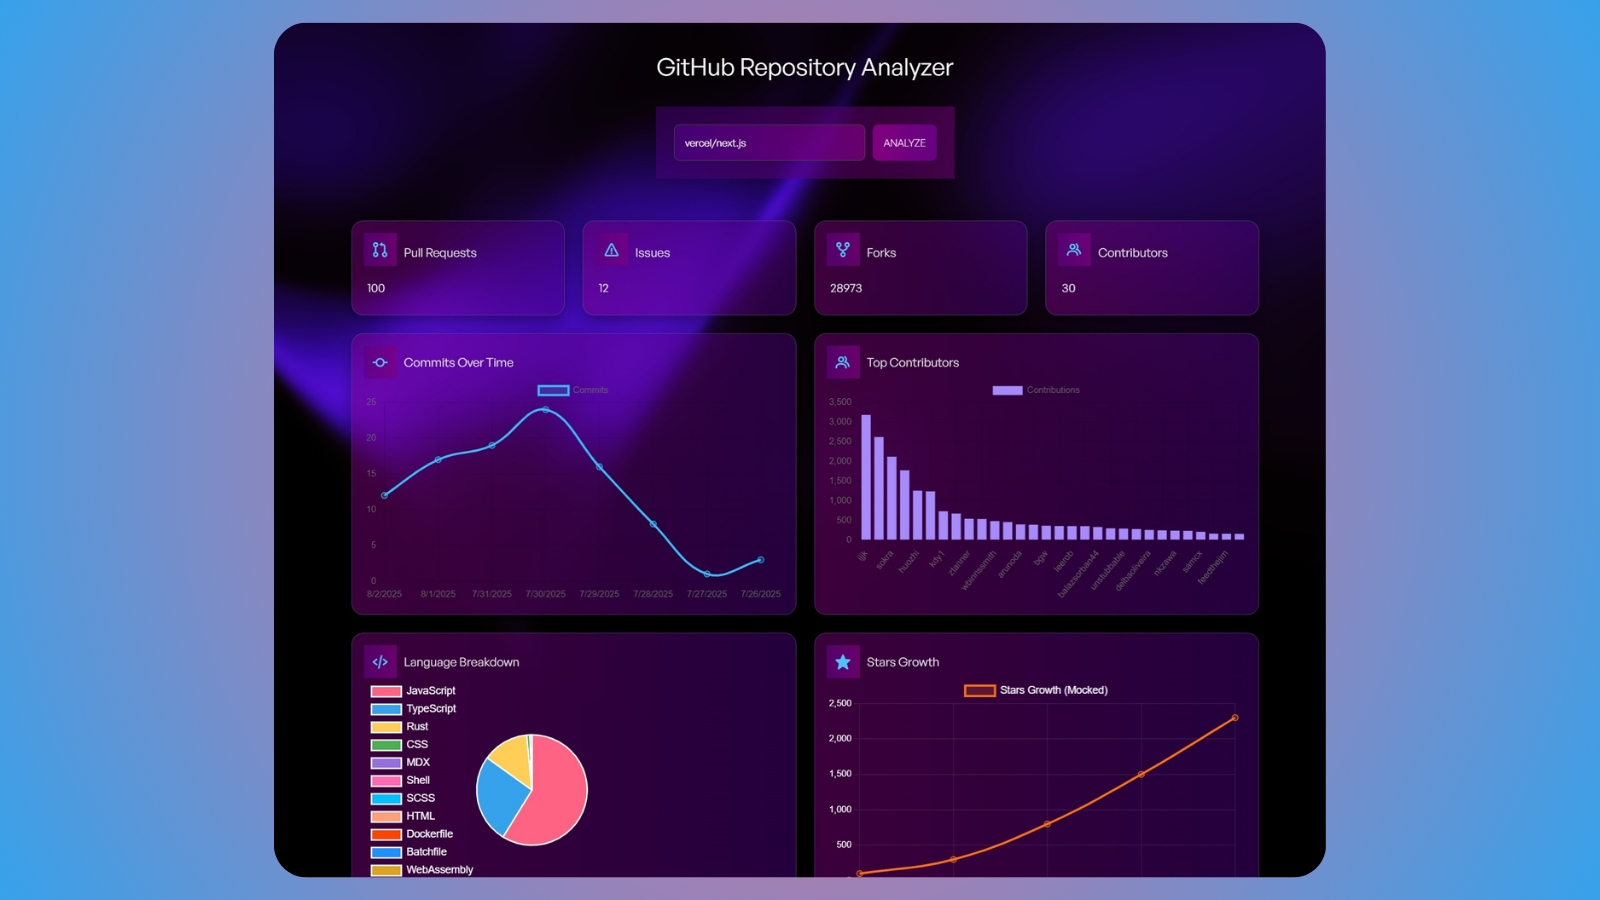 GitHub Repository Analyzer
vercel/next.js
ANALYZE
Pull Requests
100
Issues
12
Forks
28973
Contributors
30
Commits Over Time
Commits
25
20
15
10
5
0
8/2/2025 8/1/2025 7/31/2025 7/30/2025 7/29/2025 7/28/2025 7/27/2025 7/26/2025
Top Contributors
Contributions
3,500
3,000
2,500
2,000
1,500
1,000
500
0
ijjk sokra huozhi kdy1 ztanner wbinnssmith arunoda bgw leerob balazsorban44 unstubbable delbaoliveira nkzawa samcx feedthejim
Language Breakdown
JavaScript
TypeScript
Rust
CSS
MDX
Shell
SCSS
HTML
Dockerfile
Batchfile
WebAssembly
Stars Growth
Stars Growth (Mocked)
2,500
2,000
1,500
1,000
500